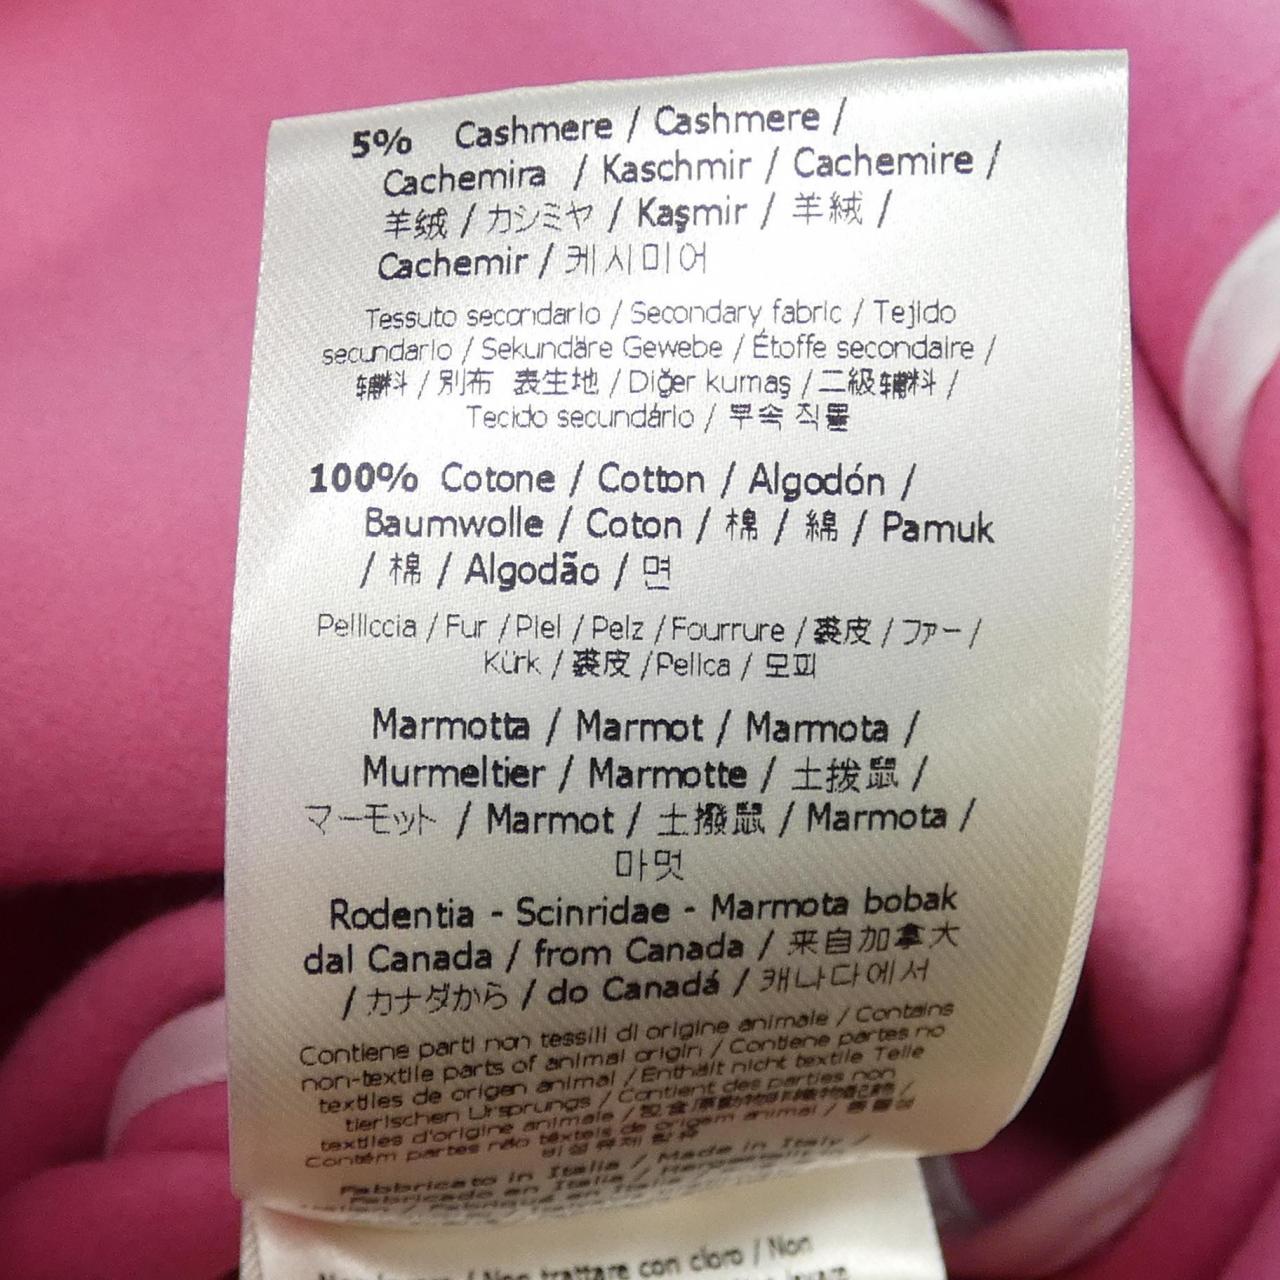 5% Cashmere / Cashmere /
Cachemira / Kaschmir / Cachemire /
羊绒 / カシミヤ / Kaşmir / 羊絨 /
Cachemir / 케시미어
Tessuto secondario / Secondary fabric / Tejido
secundario / Sekundäre Gewebe / Étoffe secondaire /
辅料 / 別布 表生地 / Diğer kumaş / 二級輔料 /
Tecido secundário / 부속 직물
100% Cotone / Cotton / Algodón /
Baumwolle / Coton / 棉 / 綿 / Pamuk
/ 棉 / Algodão / 면
Pelliccia / Fur / Piel / Pelz / Fourrure / 裘皮 / ファー /
Kürk / 裘皮 / Pelica / 모피
Marmotta / Marmot / Marmota /
Murmeltier / Marmotte / 土拨鼠 /
マーモット / Marmot / 土撥鼠 / Marmota /
마멋
Rodentia - Scinridae - Marmota bobak
dal Canada / from Canada / 来自加拿大
/ カナダから / do Canadá / 캐나다에서
Contiene parti non tessili di origine animale / Contains
non-textile parts of animal origin / Contiene partes no
textiles de origen animal / Enthält nicht textile Teile
tierischen Ursprungs / Contient des parties non
textiles d'origine animale /
Contém partes não têxteis de origem animal /
Fabbricato in Italia / Made in Italy /
Fabricado en Italia /
/ Fabriqué en Italie
/ Non trattare con cloro / Non